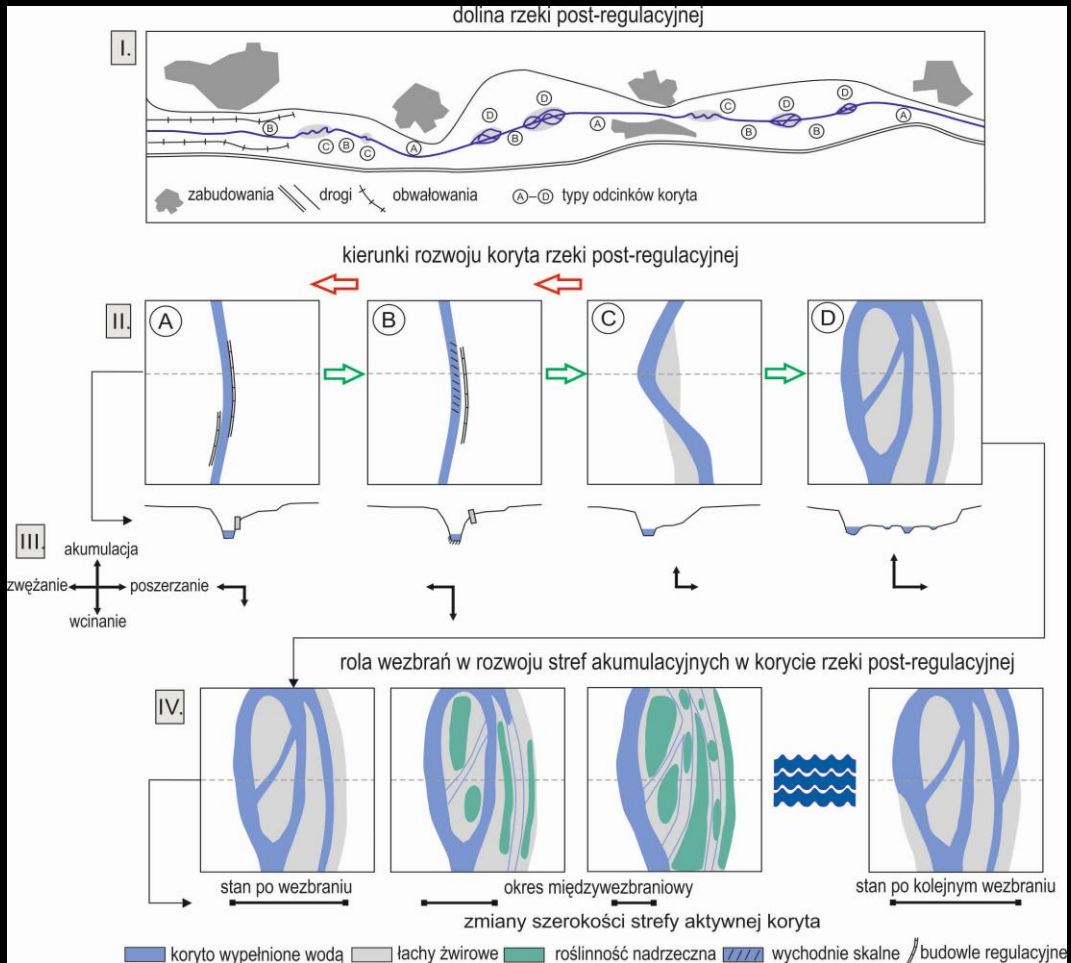 dolina rzeki post-regulacyjnej
I.
D
D
C
D
B
A
B
A
C
B
C
A
B
B
zabudowania
drogi
obwałowania
A–D typy odcinków koryta
kierunki rozwoju koryta rzeki post-regulacyjnej
II.
A
B
C
D
III.
akumulacja
zwężanie
poszerzanie
wcinanie
rola wezbrań w rozwoju stref akumulacyjnych w korycie rzeki post-regulacyjnej
IV.
stan po wezbraniu
okres międzywezbraniowy
stan po kolejnym wezbraniu
zmiany szerokości strefy aktywnej koryta
koryto wypełnione wodą
łachy żwirowe
roślinność nadrzeczna
wychodnie skalne
budowle regulacyjne